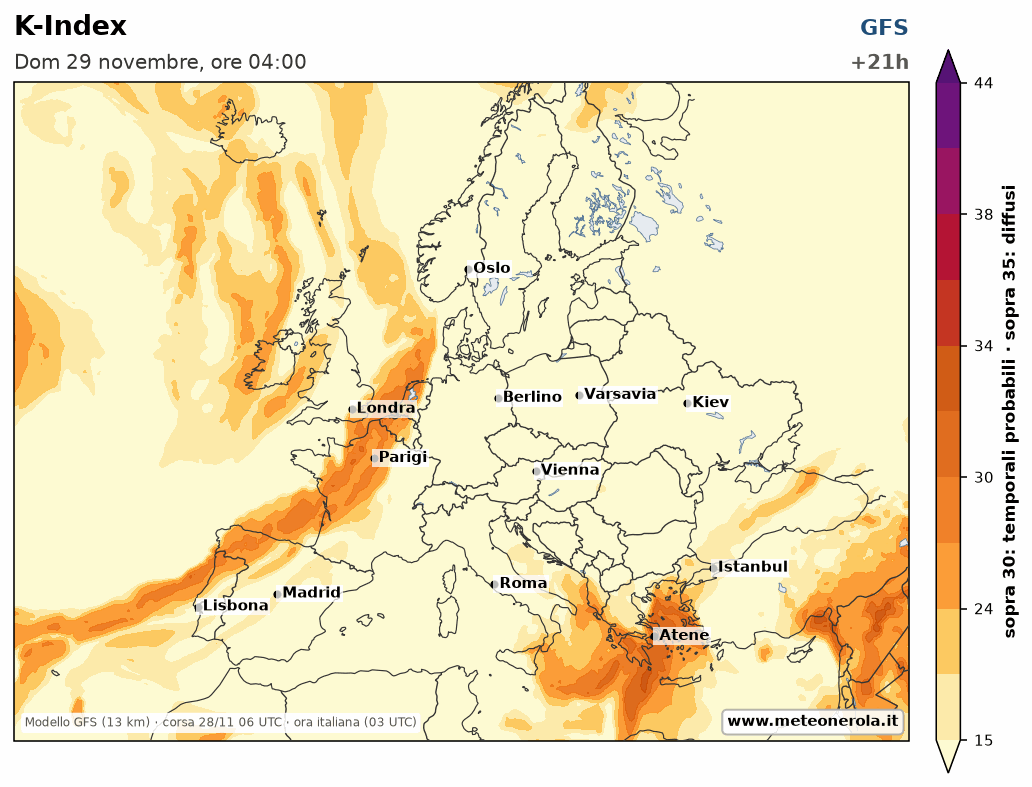 K-Index
GFS
Dom 29 novembre, ore 04:00
+21h
44
38
34
30
24
15
sopra 30: temporali probabili · sopra 35: diffusi
Oslo
Berlino
Varsavia
Kiev
Londra
Parigi
Vienna
Istanbul
Roma
Madrid
Lisbona
Atene
Modello GFS (13 km) · corsa 28/11 06 UTC · ora italiana (03 UTC)
www.meteonerola.it